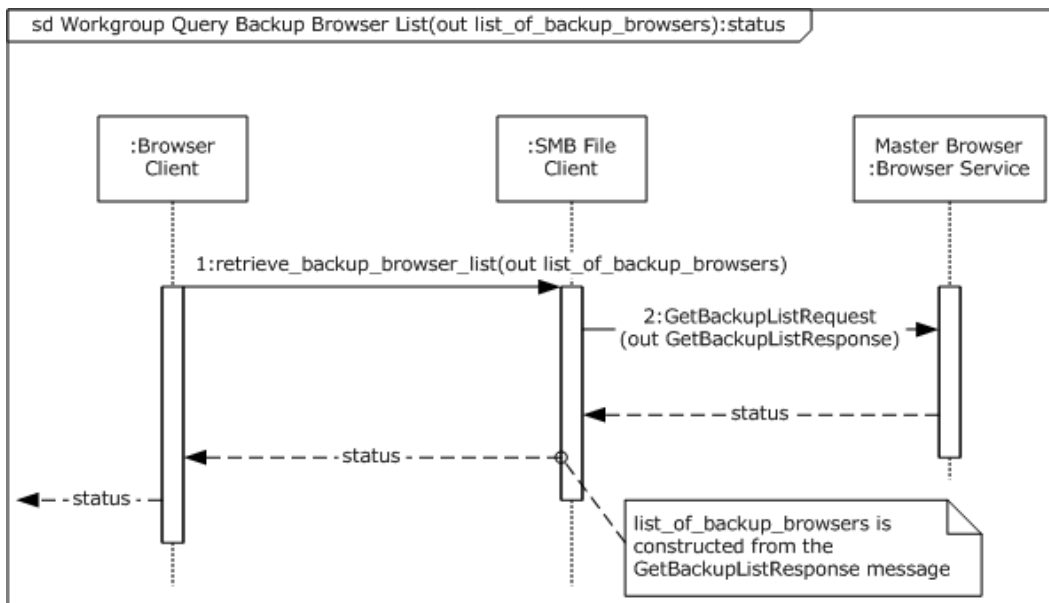 sd Workgroup Query Backup Browser List(out list_of_backup_browsers):status
:Browser
Client
:SMB File
Client
Master Browser
:Browser Service
1:retrieve_backup_browser_list(out list_of_backup_browsers)
2:GetBackupListRequest
(out GetBackupListResponse)
status
status
status
list_of_backup_browsers is
constructed from the
GetBackupListResponse message